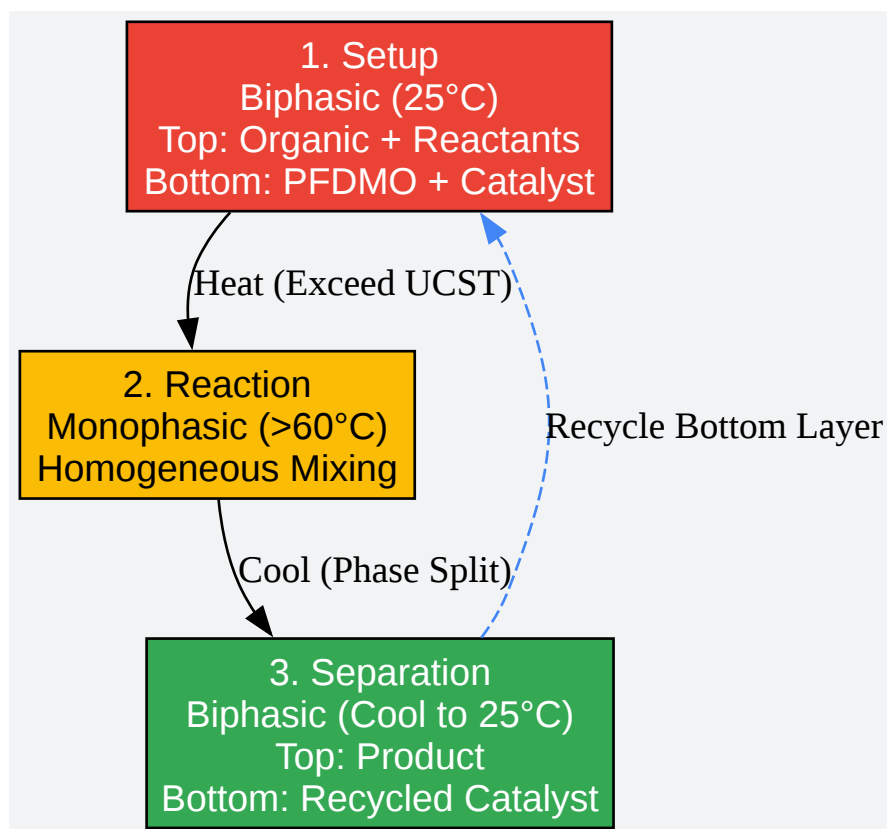 1. Setup
Biphasic (25°C)
Top: Organic + Reactants
Bottom: PFDMO + Catalyst
Heat (Exceed UCST)
2. Reaction
Monophasic (>60°C)
Homogeneous Mixing
Recycle Bottom Layer
Cool (Phase Split)
3. Separation
Biphasic (Cool to 25°C)
Top: Product
Bottom: Recycled Catalyst